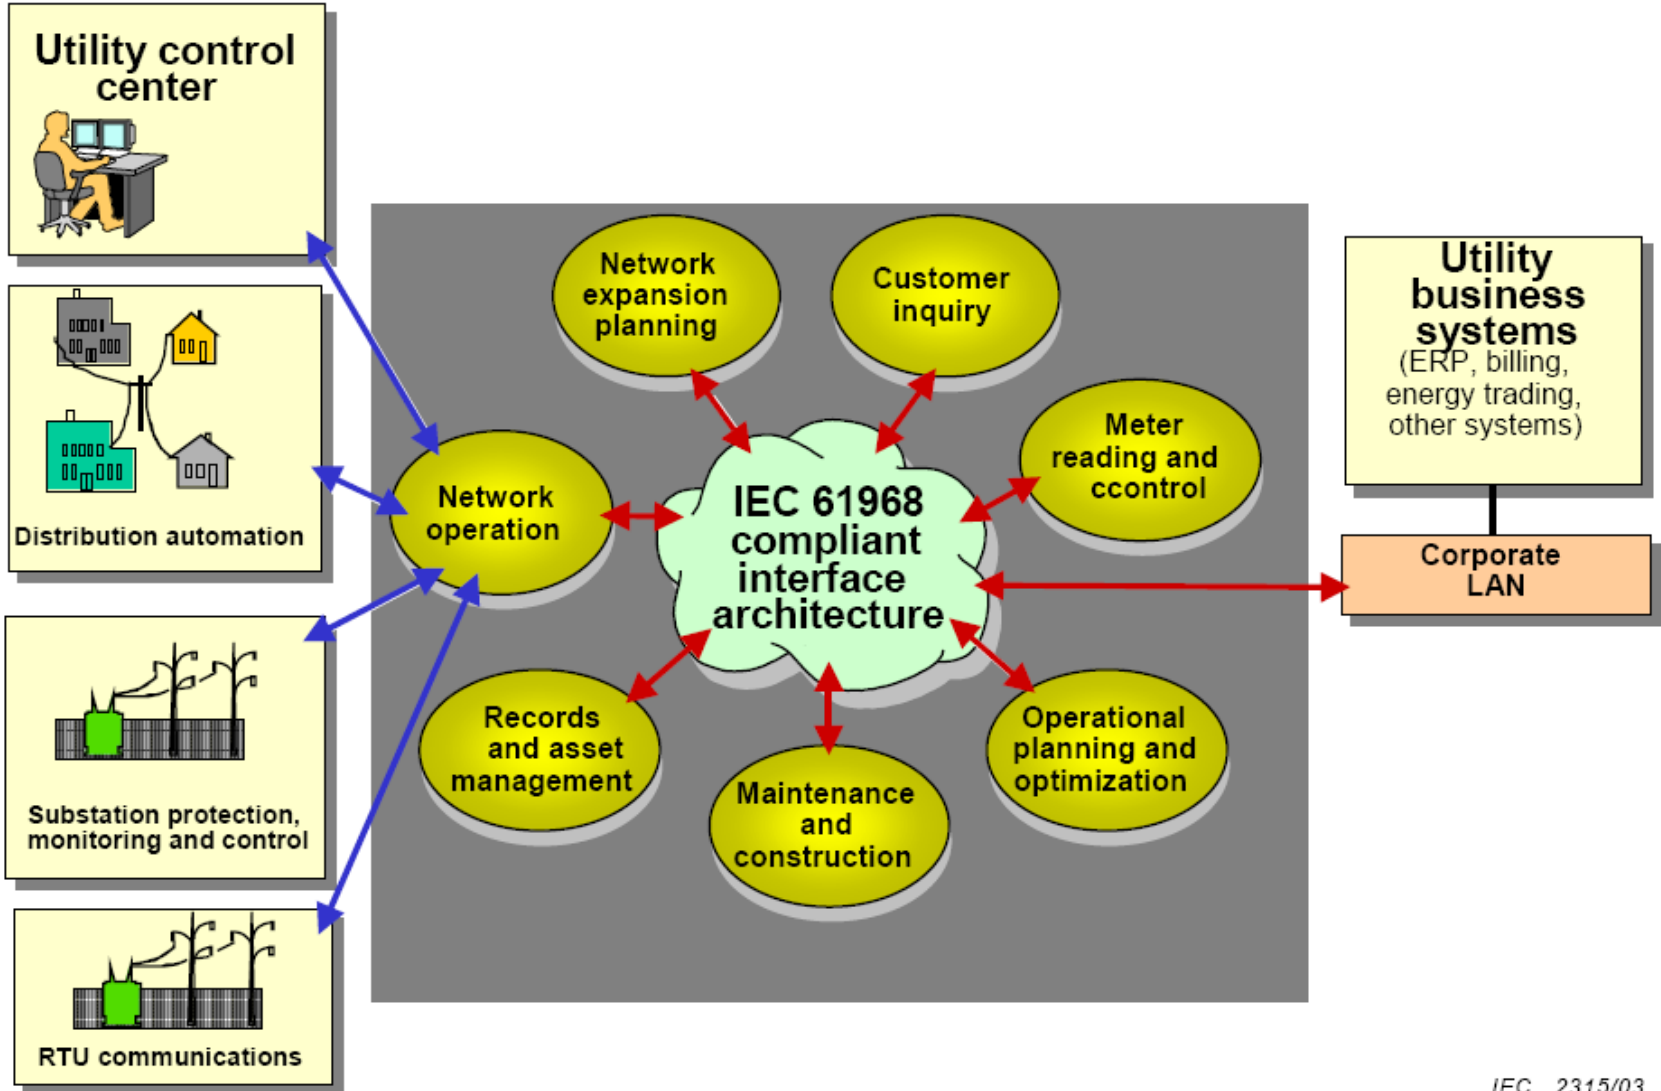 Utility control
center
Distribution automation
Substation protection,
monitoring and control
RTU communications
Network
expansion
planning
Customer
inquiry
Meter
reading and
ccontrol
Network
operation
IEC 61968
compliant
interface
architecture
Records
and asset
management
Maintenance
and
construction
Operational
planning and
optimization
Utility
business
systems
(ERP, billing,
energy trading,
other systems)
Corporate
LAN
IEC 2315/03